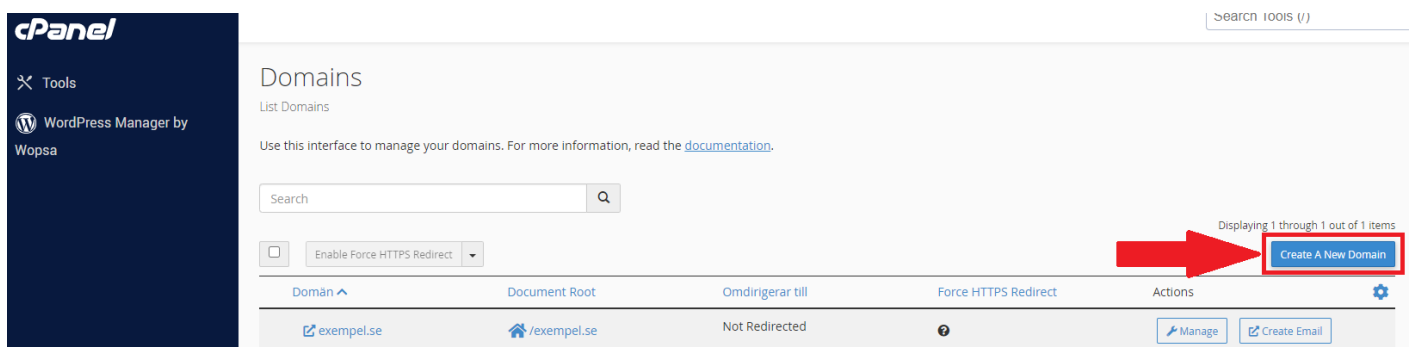 cPanel
Search Tools (/)
Tools
WordPress Manager by
Wopsa
Domains
List Domains
Use this interface to manage your domains. For more information, read the documentation.
Search
Displaying 1 through 1 out of 1 items
Enable Force HTTPS Redirect
Create A New Domain
Domän Document Root Omdirigerar till Force HTTPS Redirect Actions
exempel.se /exempel.se Not Redirected Manage Create Email